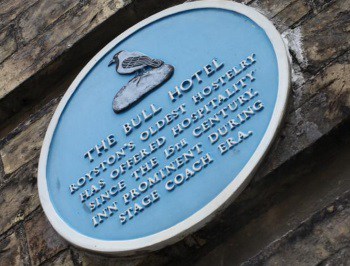 THE BULL HOTEL
ROYSTON'S OLDEST HOSTELRY
HAS OFFERED HOSPITALITY
SINCE THE 15TH CENTURY.
INN PROMINENT DURING
STAGE COACH ERA.